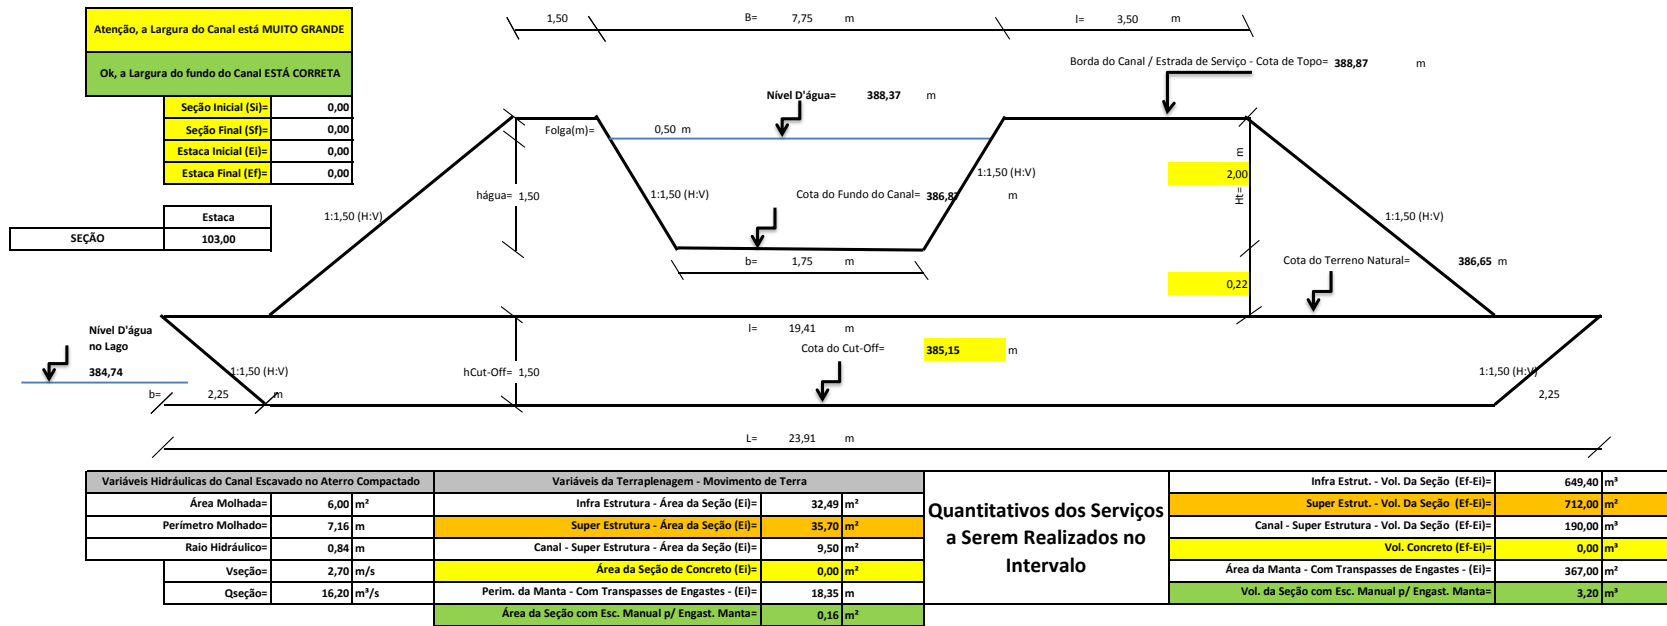 1,50 B= 7,75 m l= 3,50 m
Atenção, a Largura do Canal está MUITO GRANDE
Ok, a Largura do fundo do Canal ESTÁ CORRETA
Borda do Canal / Estrada de Serviço - Cota de Topo= 388,87 m
Nível D'água= 388,37 m
Seção Inicial (Si)= 0,00
Seção Final (Sf)= 0,00
Estaca Inicial (Ei)= 0,00
Estaca Final (Ef)= 0,00
Folga(m)= 0,50 m
hágua= 1,50
1:1,50 (H:V)
Cota do Fundo do Canal= 386,8 m
1:1,50 (H:V)
m
2,00
Ht=
Estaca
SEÇÃO 103,00
1:1,50 (H:V)
1:1,50 (H:V)
b= 1,75 m
Cota do Terreno Natural= 386,65 m
0,22
Nível D'água
no Lago
384,74
l= 19,41 m
Cota do Cut-Off= 385,15 m
1:1,50 (H:V)
hCut-Off= 1,50
1:1,50 (H:V)
b= 2,25 m
2,25
L= 23,91 m
Variáveis Hidráulicas do Canal Escavado no Aterro Compactado
Área Molhada= 6,00 m²
Perímetro Molhado= 7,16 m
Raio Hidráulico= 0,84 m
Vseção= 2,70 m/s
Qseção= 16,20 m³/s
Variáveis da Terraplenagem - Movimento de Terra
Infra Estrutura - Área da Seção (Ei)= 32,49 m²
Super Estrutura - Área da Seção (Ei)= 35,70 m²
Canal - Super Estrutura - Área da Seção (Ei)= 9,50 m²
Área da Seção de Concreto (Ei)= 0,00 m²
Perim. da Manta - Com Transpasses de Engastes - (Ei)= 18,35 m
Área da Seção com Esc. Manual p/ Engast. Manta= 0,16 m²
Quantitativos dos Serviços
a Serem Realizados no
Intervalo
Infra Estrut. - Vol. Da Seção (Ef-Ei)= 649,40 m³
Super Estrut. - Vol. Da Seção (Ef-Ei)= 712,00 m²
Canal - Super Estrutura - Vol. Da Seção (Ef-Ei)= 190,00 m³
Vol. Concreto (Ef-Ei)= 0,00 m³
Área da Manta - Com Transpasses de Engastes - (Ei)= 367,00 m²
Vol. da Seção com Esc. Manual p/ Engast. Manta= 3,20 m³